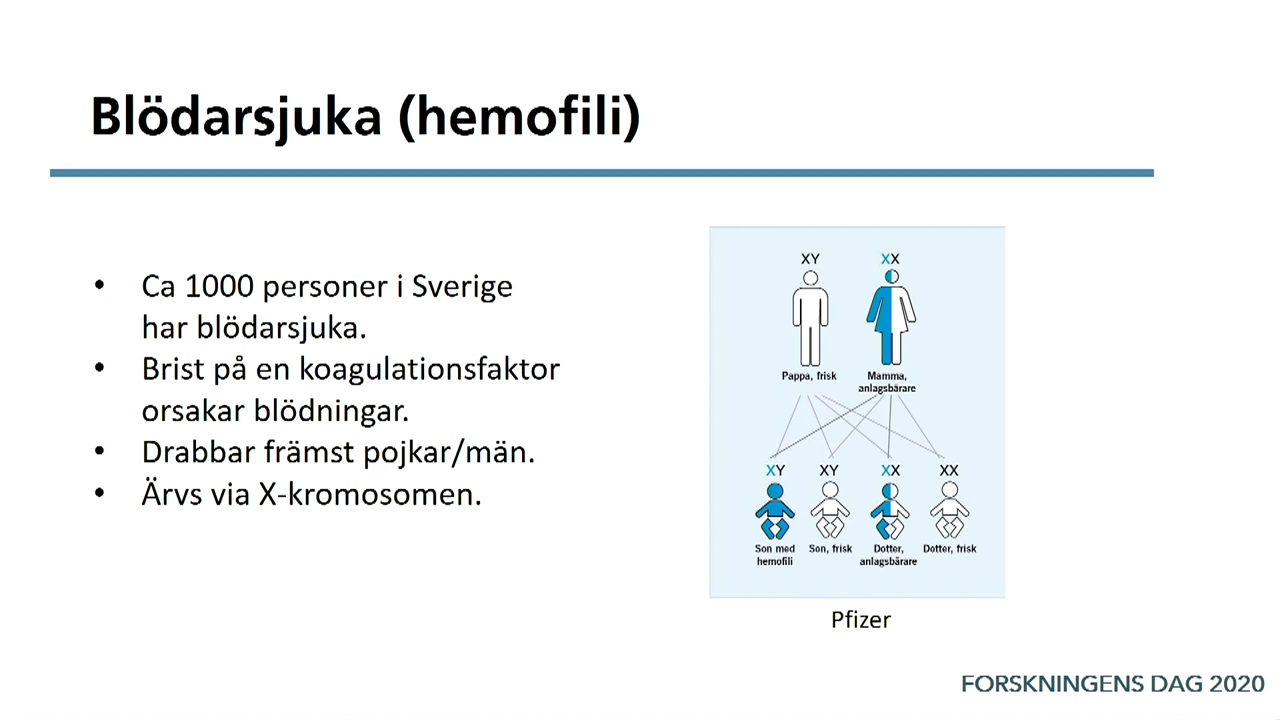 Blödarsjuka (hemofili)
• Ca 1000 personer i Sverige
har blödarsjuka.
• Brist på en koagulationsfaktor
orsakar blödningar.
• Drabbar främst pojkar/män.
• Ärvs via X-kromosomen.
XY XX
Pappa, frisk Mamma,
anlagsbärare
XY XY XX XX
Son med Son, frisk Dotter, Dotter, frisk
hemofili anlagsbärare
Pfizer
FORSKNINGENS DAG 2020